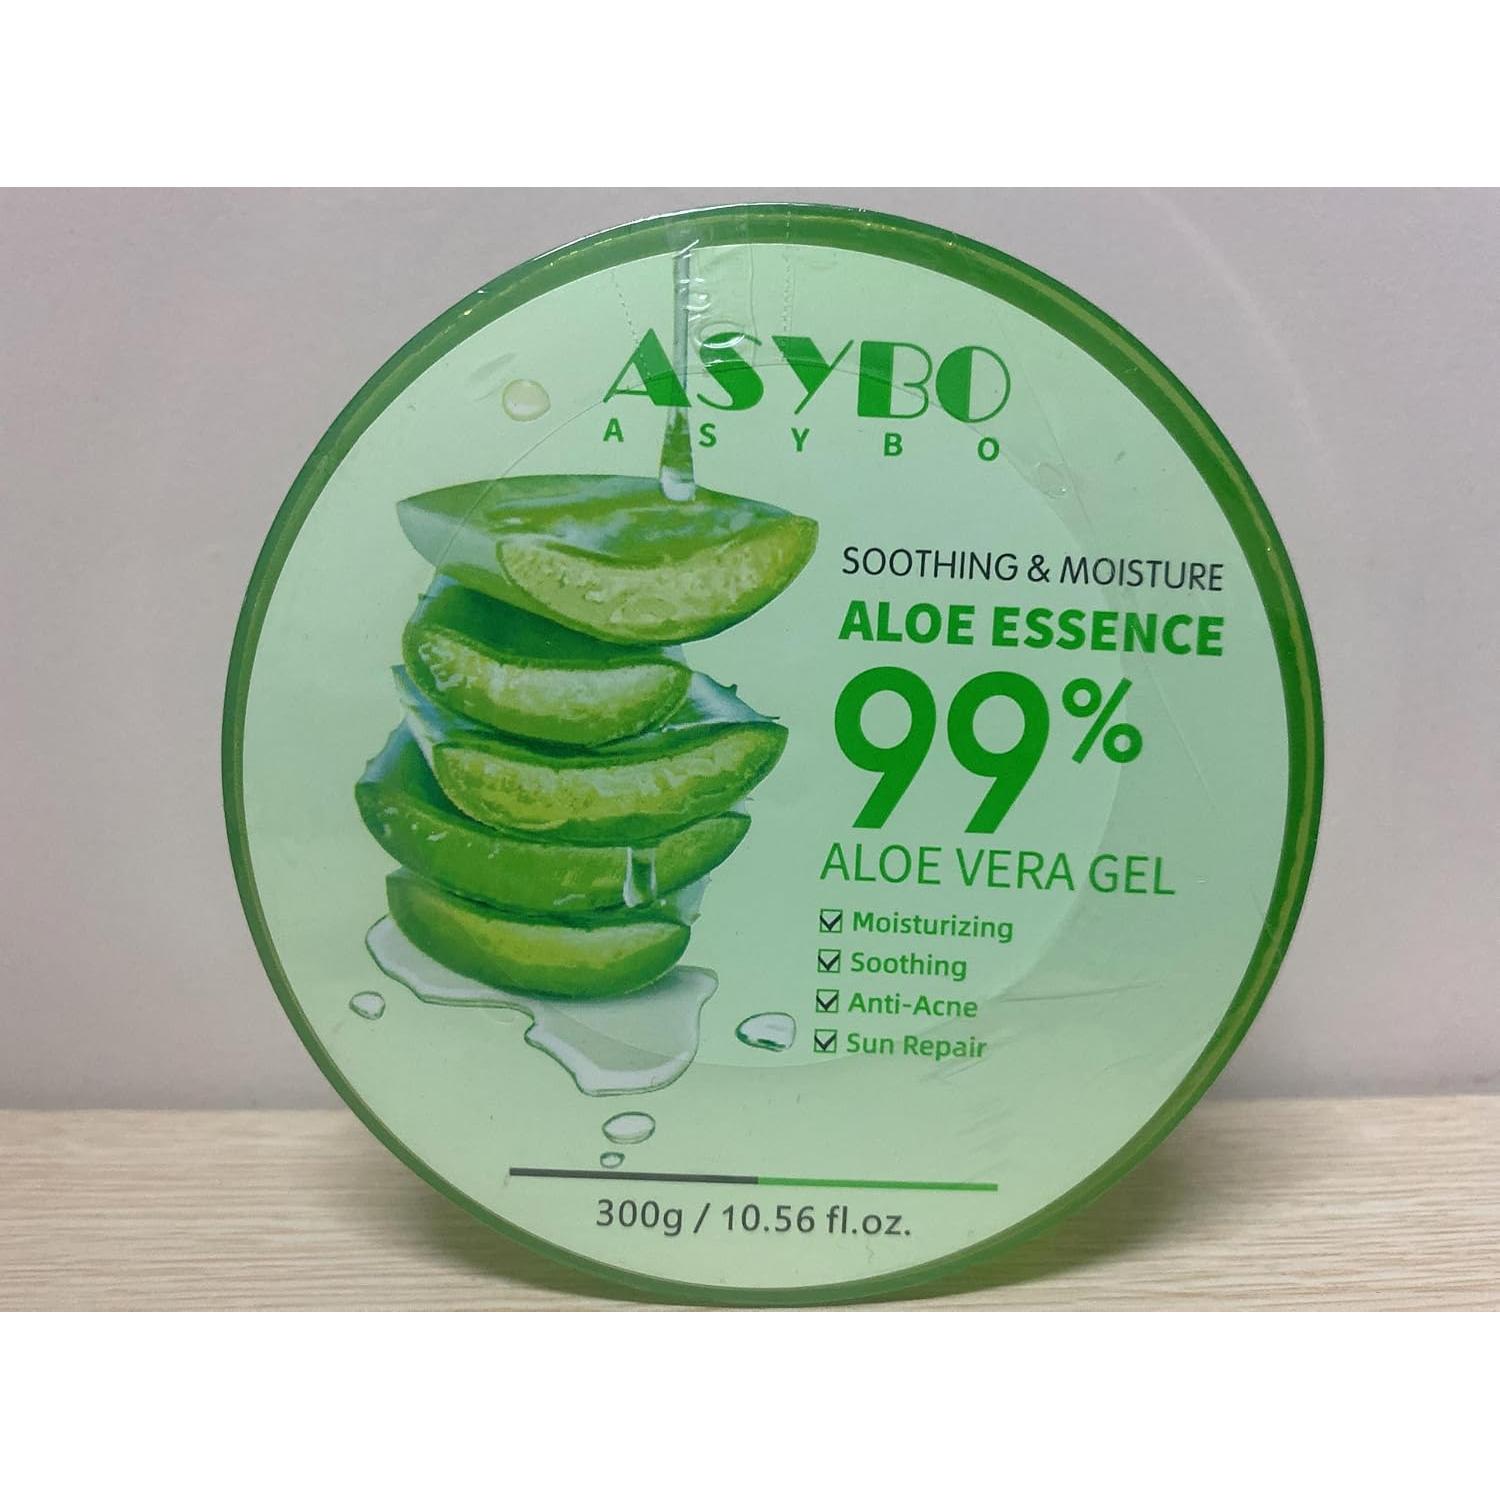 ASYBO
A S Y B O
SOOTHING & MOISTURE
ALOE ESSENCE
99%
ALOE VERA GEL
☑ Moisturizing
☑ Soothing
☑ Anti-Acne
☑ Sun Repair
300g / 10.56 fl.oz.